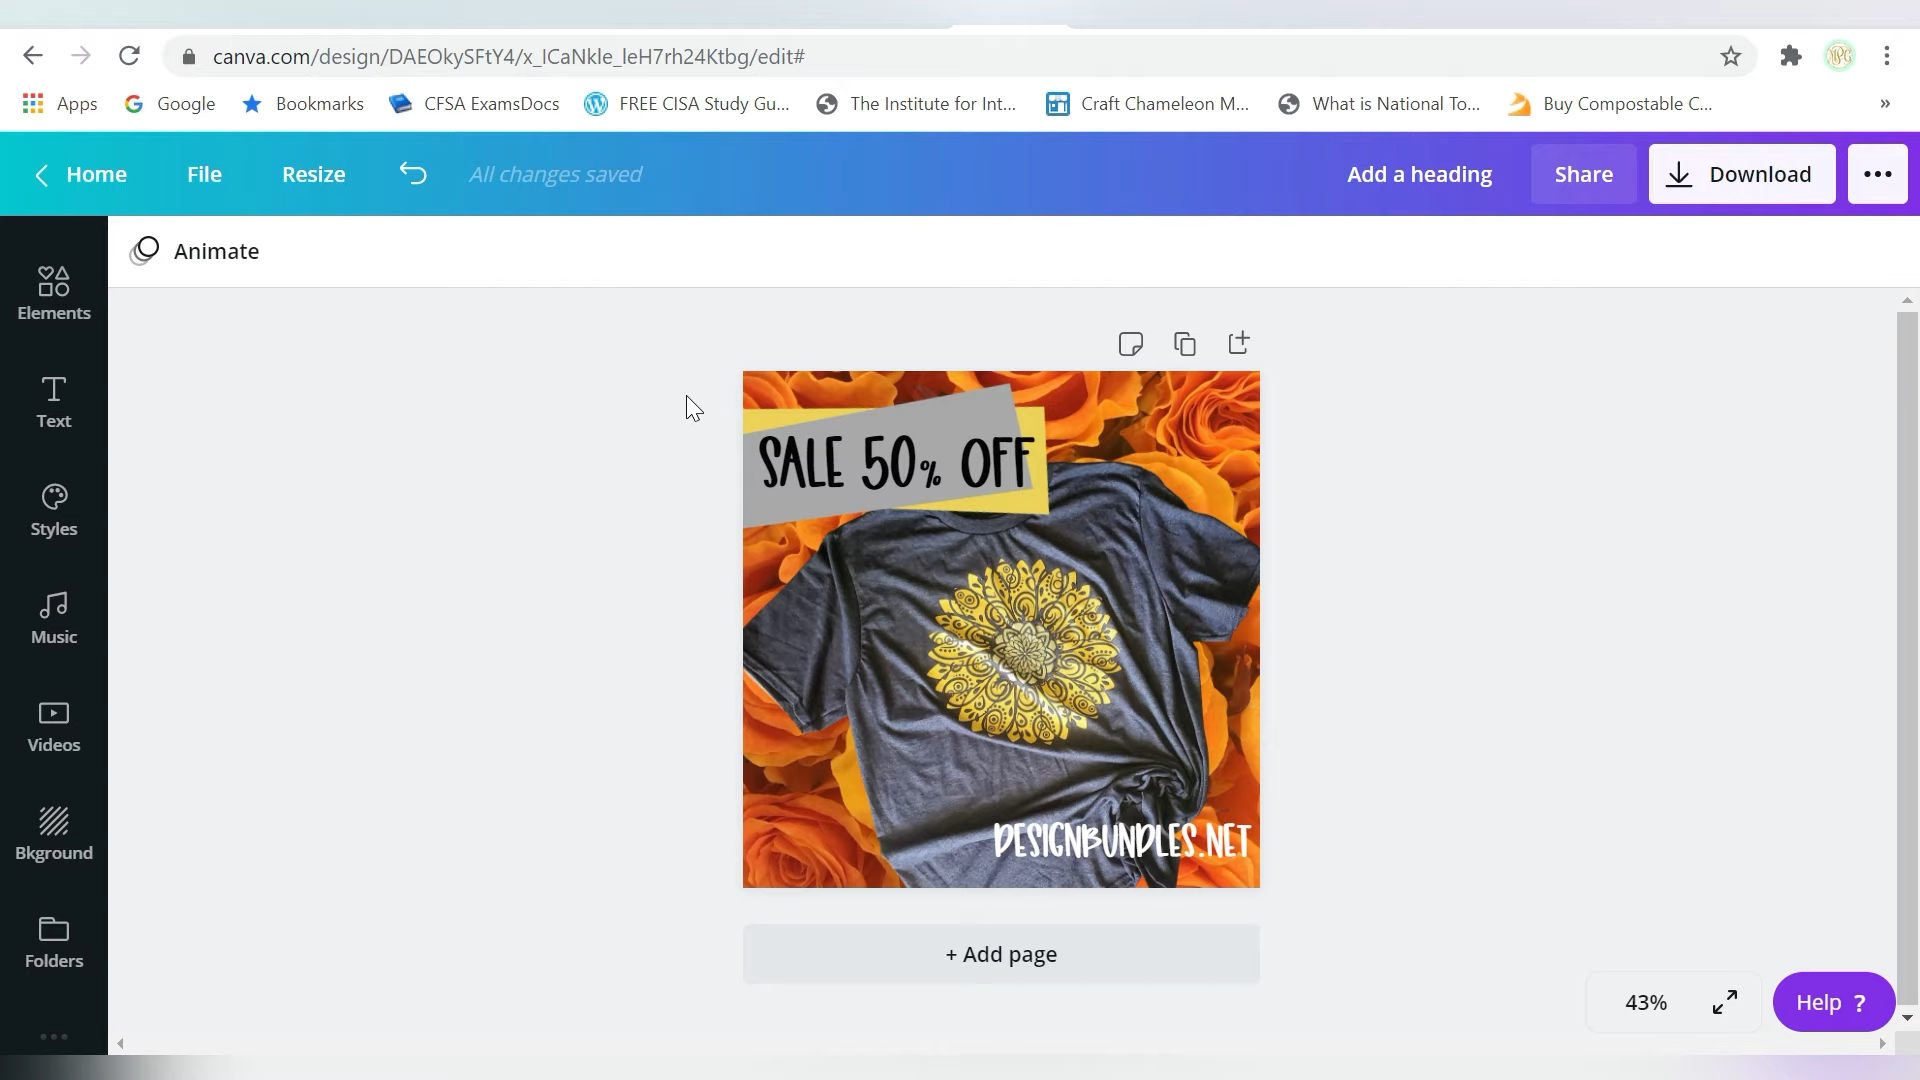 canva.com/design/DAEOkySFtY4/x_ICaNkle_leH7rh24Ktbg/edit#
Apps Google Bookmarks CFSA ExamsDocs FREE CISA Study Gu... The Institute for Int... Craft Chameleon M... What is National To... Buy Compostable C... »
Home File Resize All changes saved Add a heading Share Download
Animate
Elements
Text
Styles
Music
Videos
Bkground
Folders
SALE 50% OFF
DESIGNBUNDLES.NET
+ Add page
43% Help ?